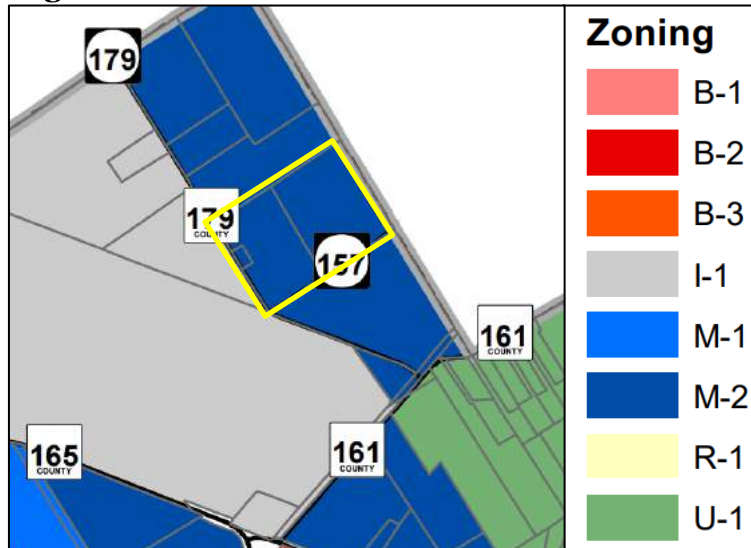 179
179
COUNTY
157
161
COUNTY
161
COUNTY
165
COUNTY
Zoning
B-1
B-2
B-3
I-1
M-1
M-2
R-1
U-1